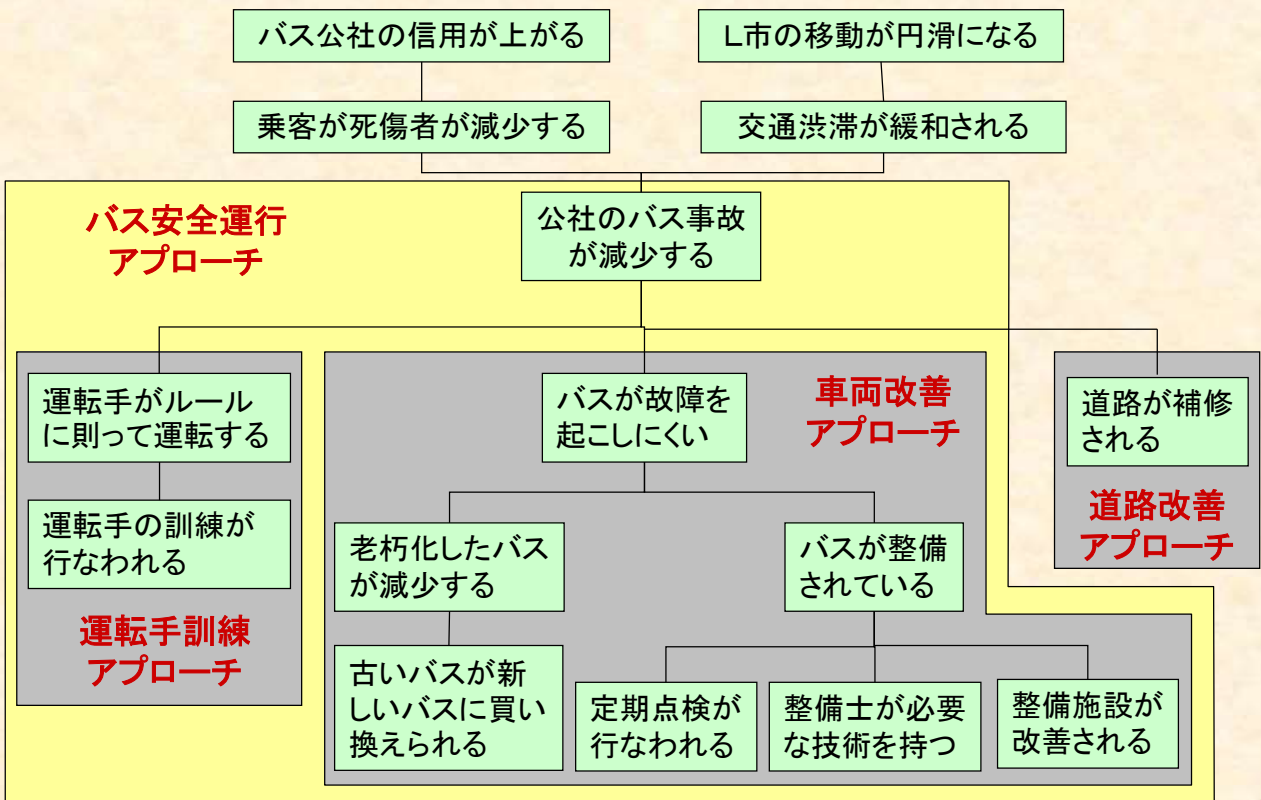 バス公社の信用が上がる
L市の移動が円滑になる
乗客が死傷者が減少する
交通渋滞が緩和される
バス安全運行
アプローチ
公社のバス事故
が減少する
運転手がルール
に則って運転する
バスが故障を
起こしにくい
車両改善
アプローチ
道路が補修
される
運転手の訓練が
行なわれる
老朽化したバス
が減少する
バスが整備
されている
道路改善
アプローチ
運転手訓練
アプローチ
古いバスが新
しいバスに買い
換えられる
定期点検が
行なわれる
整備士が必要
な技術を持つ
整備施設が
改善される